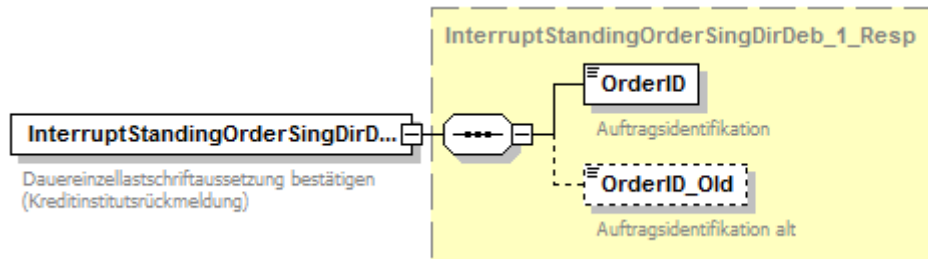 InterruptStandingOrderSingDirDeb_1_Resp
OrderID
Auftragsidentifikation
InterruptStandingOrderSingDirD...
Dauereinzellastschriftaussetzung bestätigen
(Kreditinstitutsrückmeldung)
OrderID_Old
Auftragsidentifikation alt